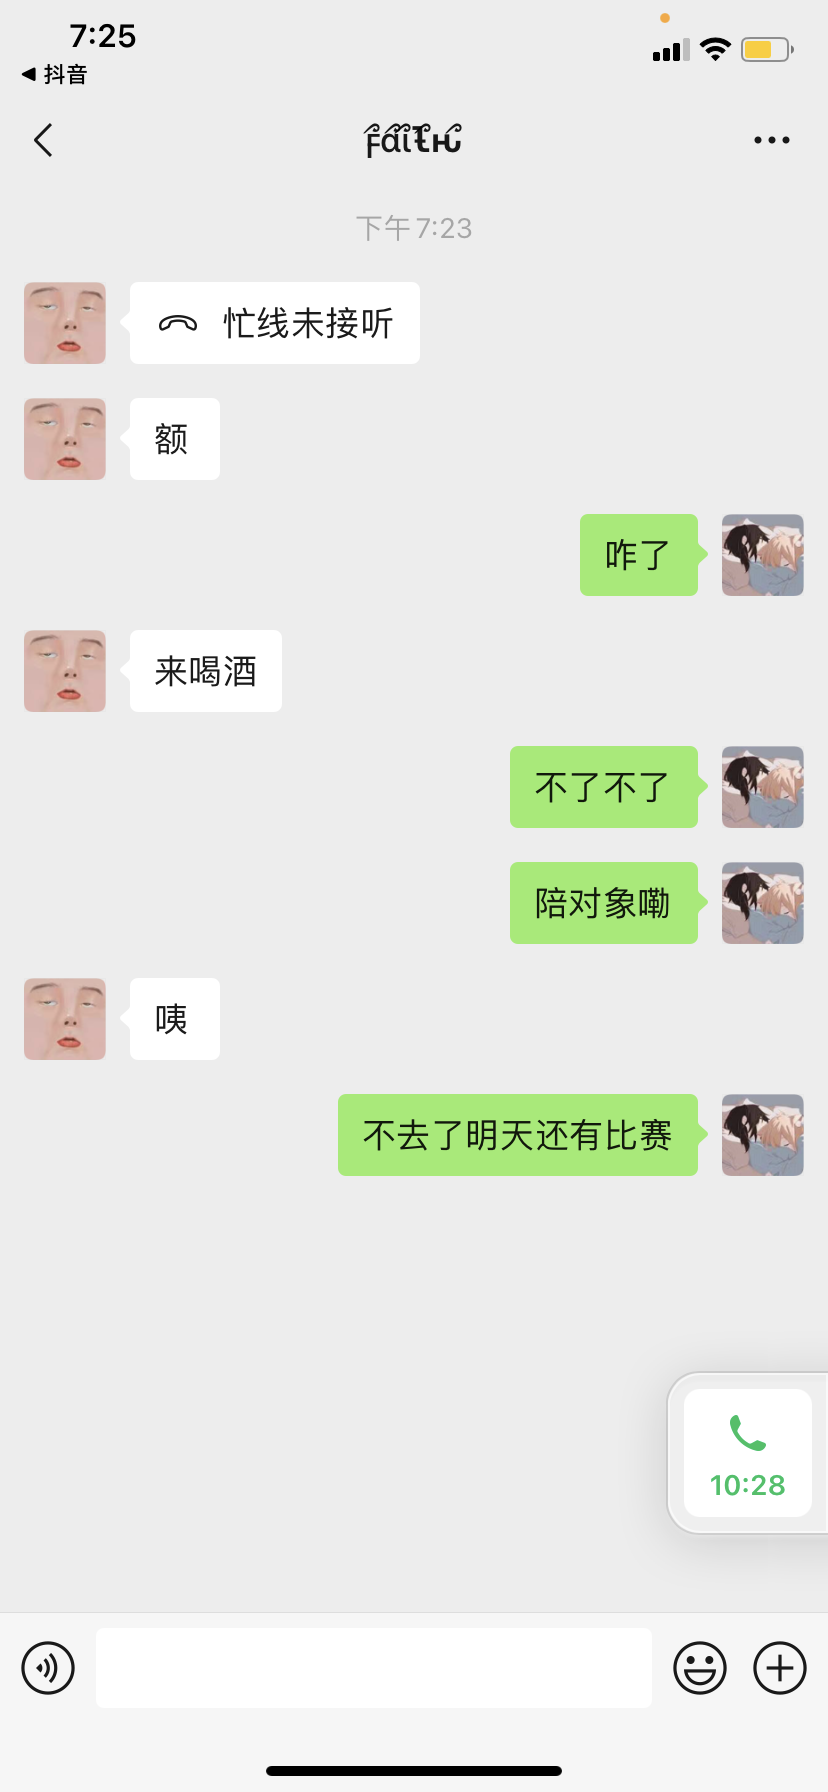 7:25
◀ 抖音
ꜰαιтн
下午 7:23
忙线未接听
额
咋了
来喝酒
不了不了
陪对象嘞
咦
不去了明天还有比赛
10:28